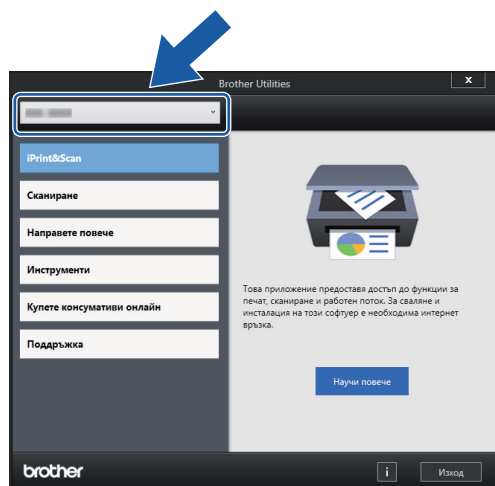 Brother Utilities
x
iPrint&Scan
Сканиране
Направете повече
Инструменти
Купете консумативи онлайн
Поддръжка
Това приложение предоставя достъп до функции за
печат, сканиране и работен поток. За сваляне и
инсталация на този софтуер е необходима интернет
връзка.
Научи повече
brother
i
Изход